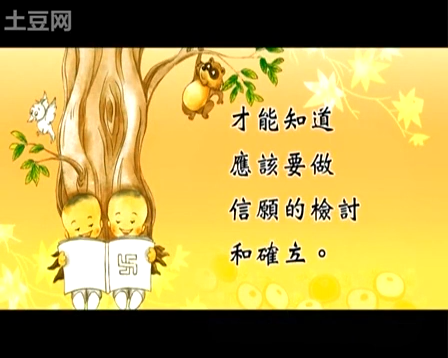 土豆网
才能知道
應該要做
信願的檢討
和確立。
卐